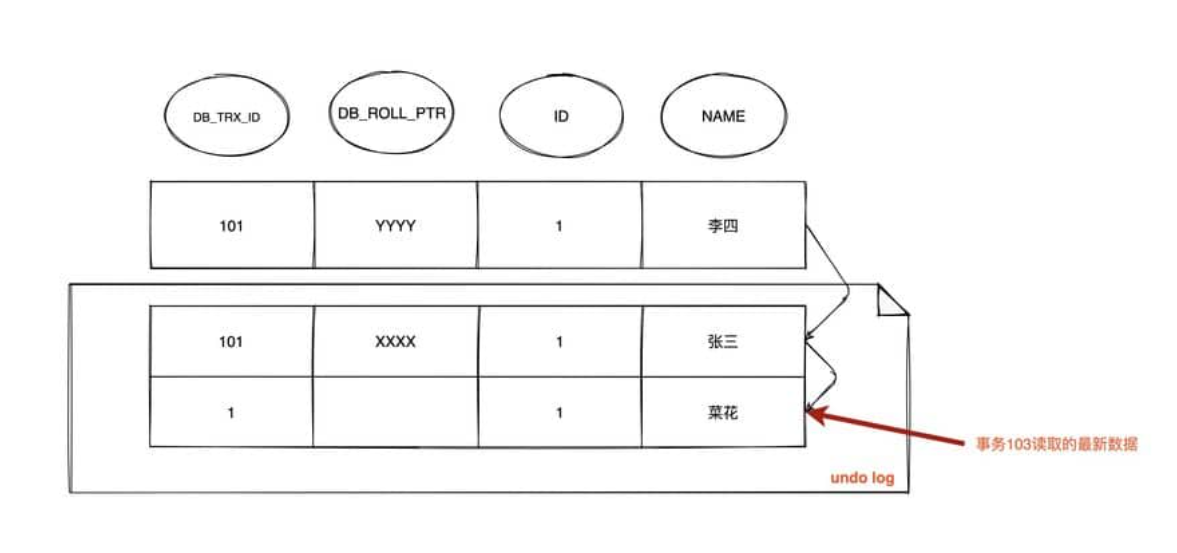 DB_TRX_ID DB_ROLL_PTR ID NAME
101 YYYY 1 李四
101 XXXX 1 张三
1 1 菜花
事务103读取的最新数据
undo log